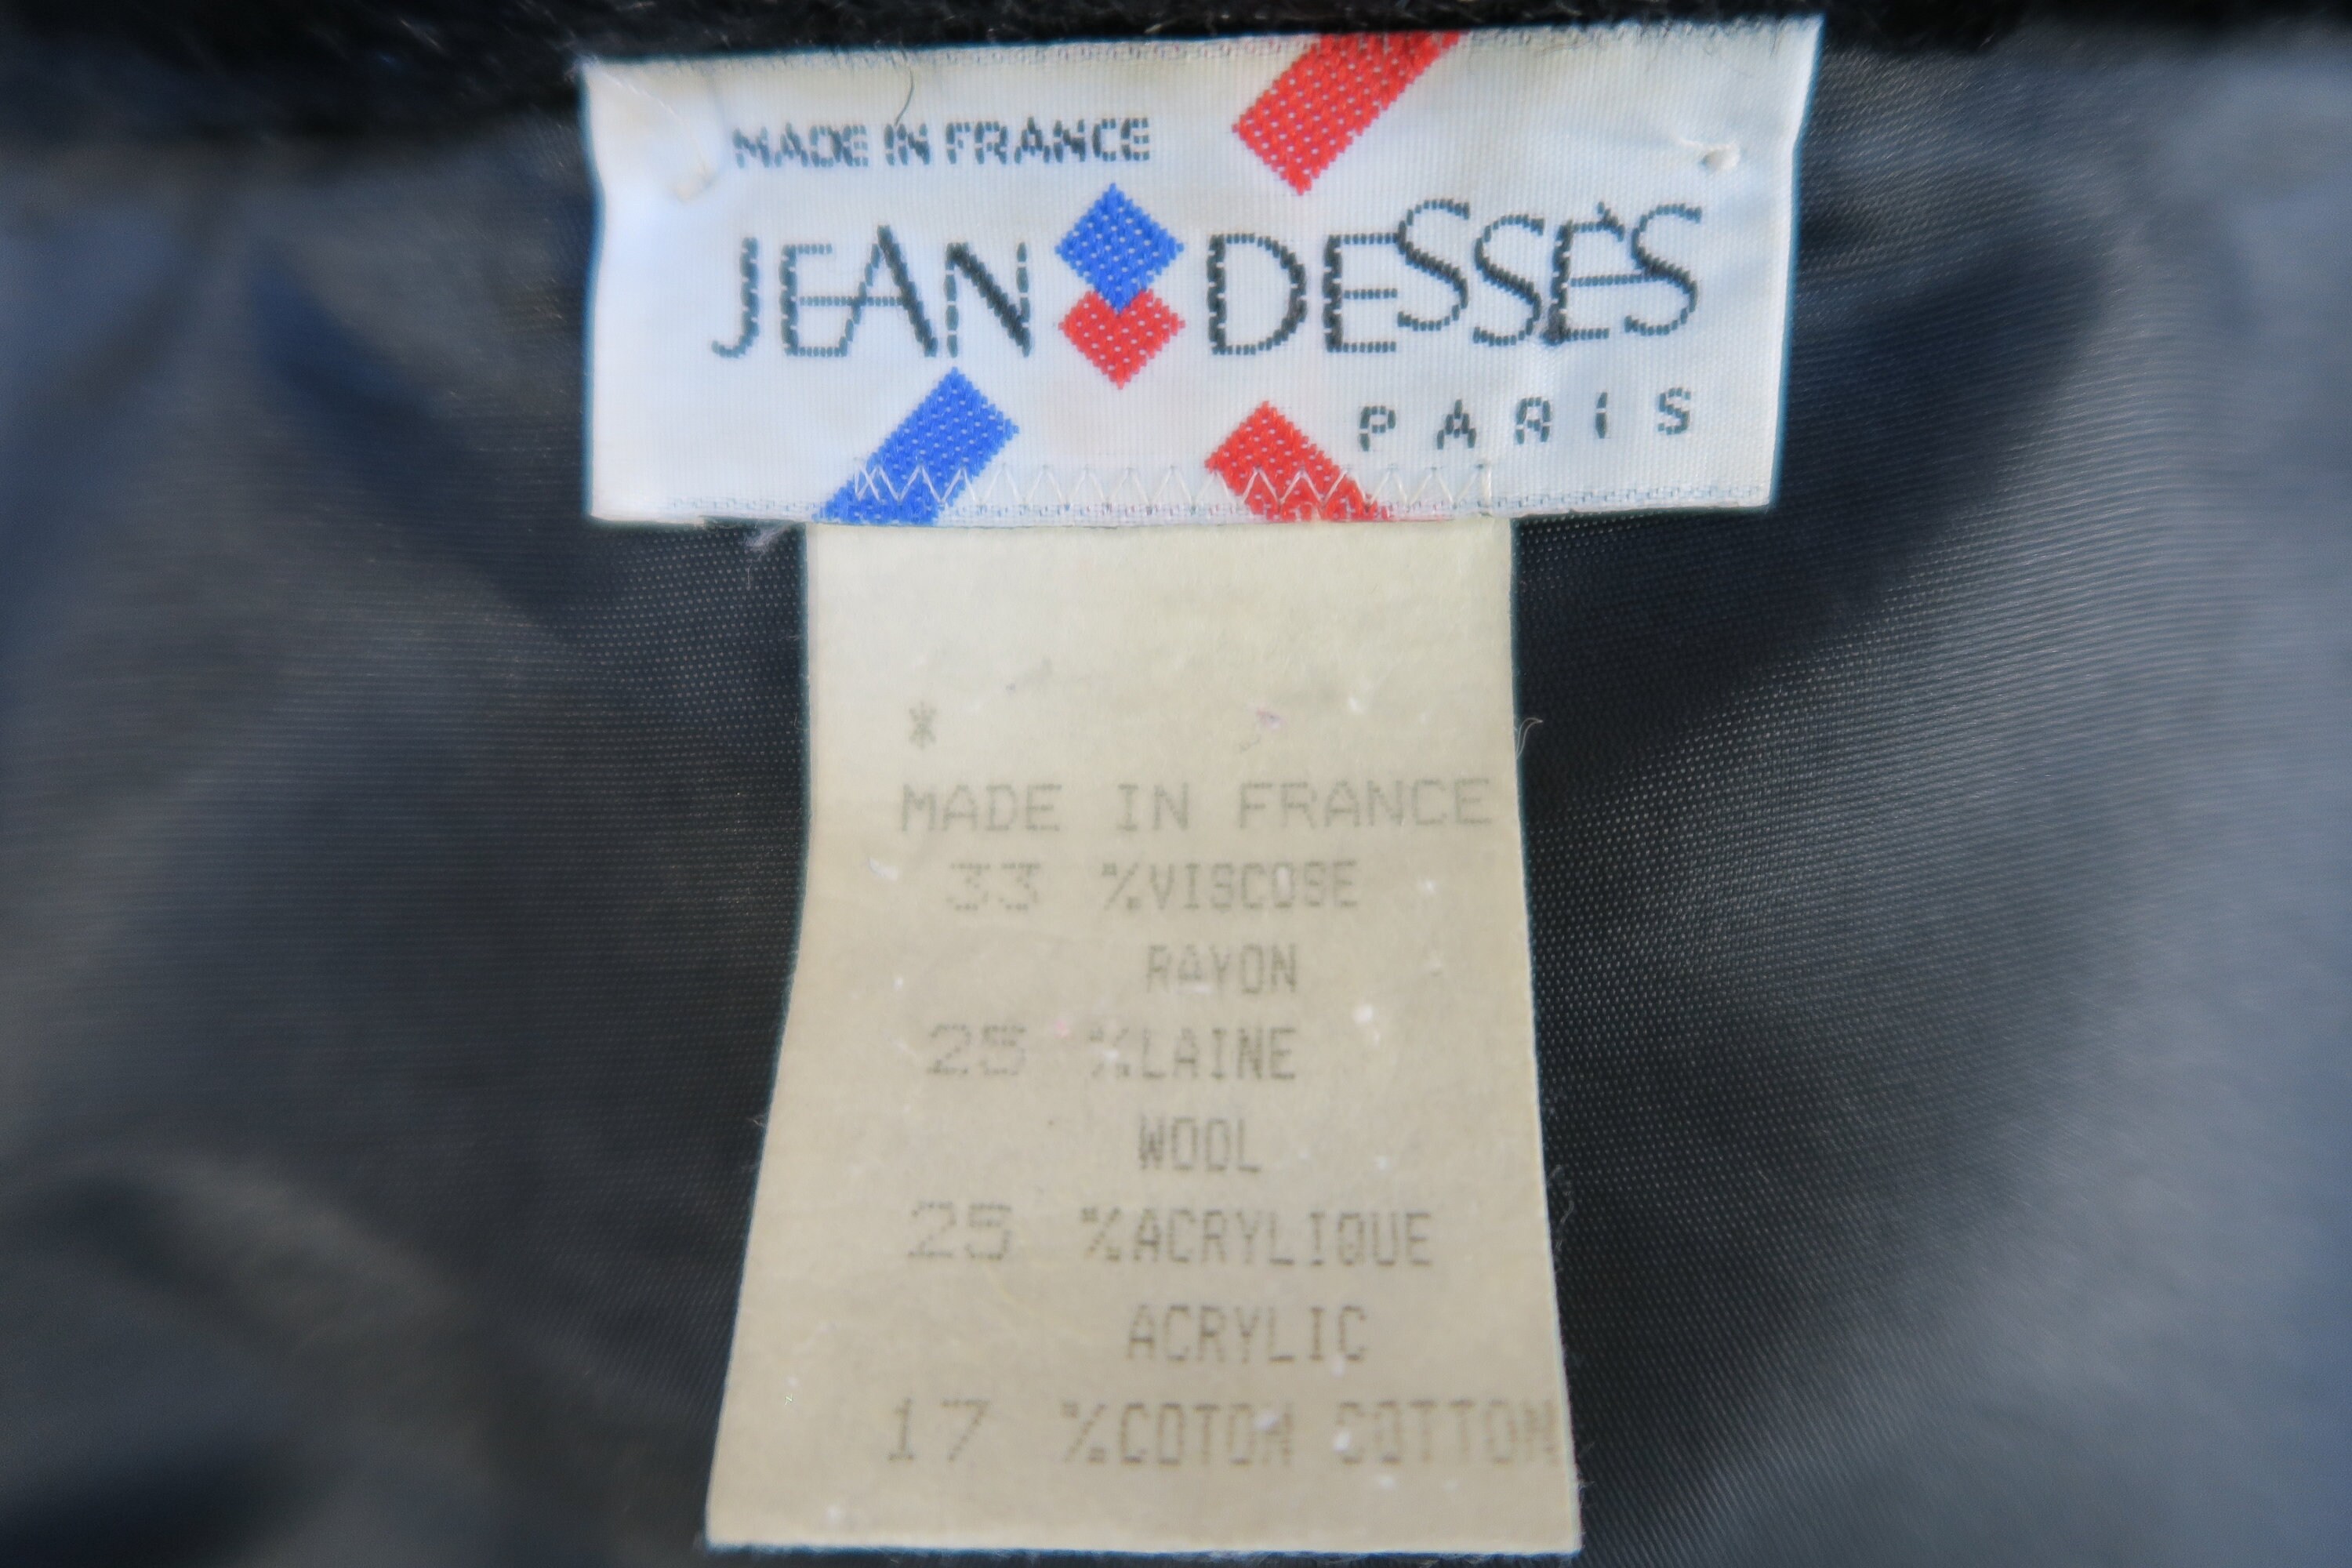 MADE IN FRANCE
JEAN DESSÈS
PARIS
*
MADE IN FRANCE
33 %VISCOSE
RAYON
25 %LAINE
WOOL
25 %ACRYLIQUE
ACRYLIC
17 %COTON COTTON